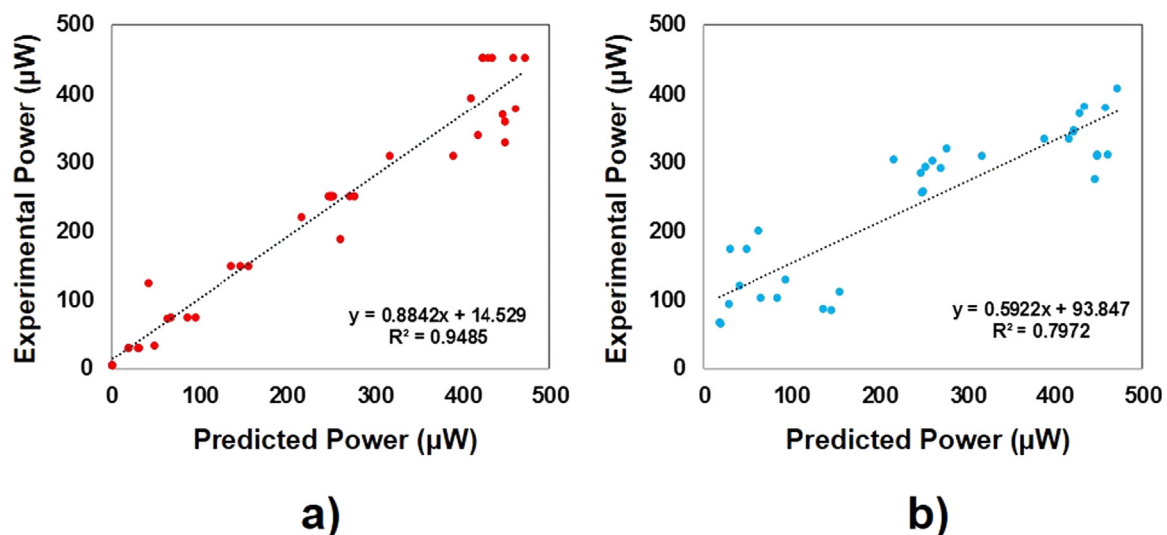 500
400
300
200
100
0
Experimental Power (µW)
y = 0.8842x + 14.529
R² = 0.9485
0 100 200 300 400 500
Predicted Power (µW)
a)
500
400
300
200
100
0
Experimental Power (µW)
y = 0.5922x + 93.847
R² = 0.7972
0 100 200 300 400 500
Predicted Power (µW)
b)